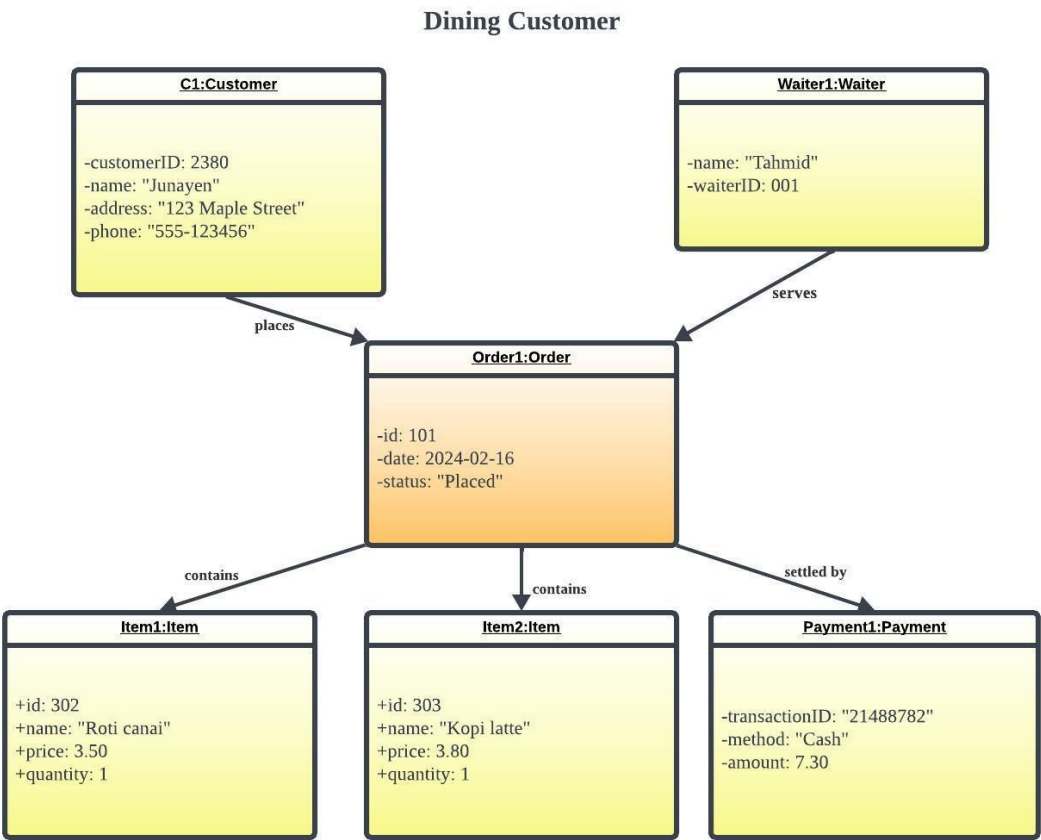 Dining Customer
C1:Customer
-customerID: 2380
-name: "Junayen"
-address: "123 Maple Street"
-phone: "555-123456"
Waiter1:Waiter
-name: "Tahmid"
-waiterID: 001
places
serves
Order1:Order
-id: 101
-date: 2024-02-16
-status: "Placed"
contains
contains
settled by
Item1:Item
+id: 302
+name: "Roti canai"
+price: 3.50
+quantity: 1
Item2:Item
+id: 303
+name: "Kopi latte"
+price: 3.80
+quantity: 1
Payment1:Payment
-transactionID: "21488782"
-method: "Cash"
-amount: 7.30